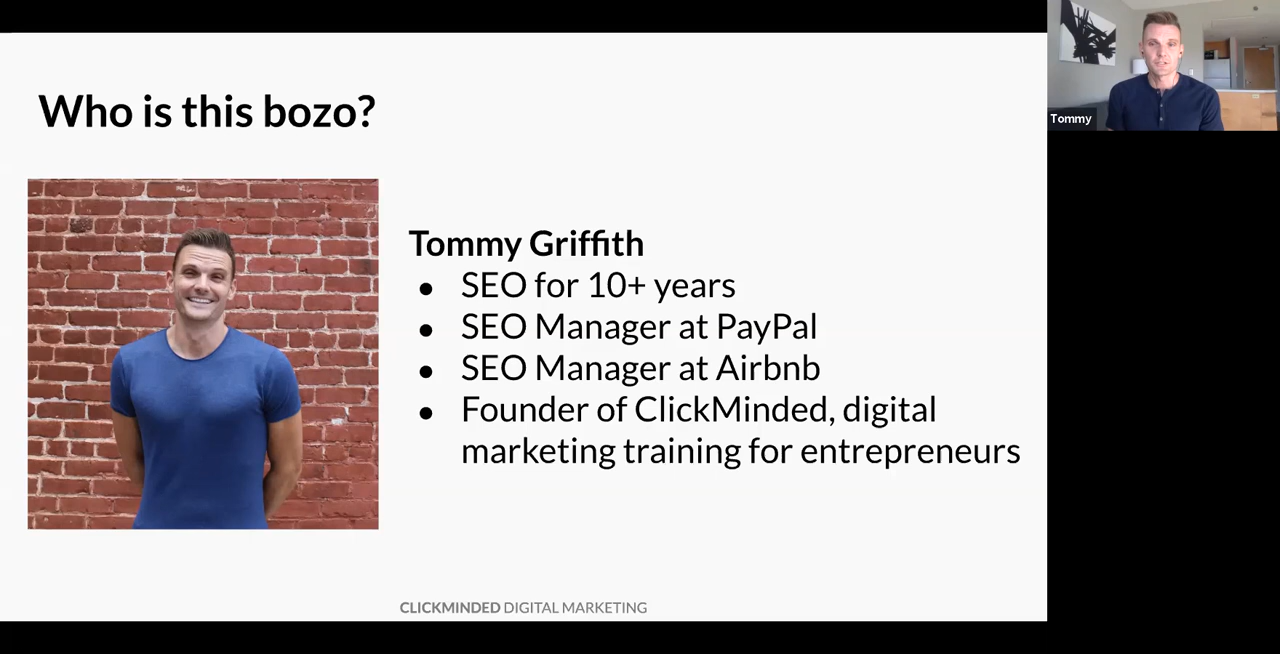 Who is this bozo?
Tommy Griffith
● SEO for 10+ years
● SEO Manager at PayPal
● SEO Manager at Airbnb
● Founder of ClickMinded, digital
marketing training for entrepreneurs
CLICKMINDED DIGITAL MARKETING
Tommy